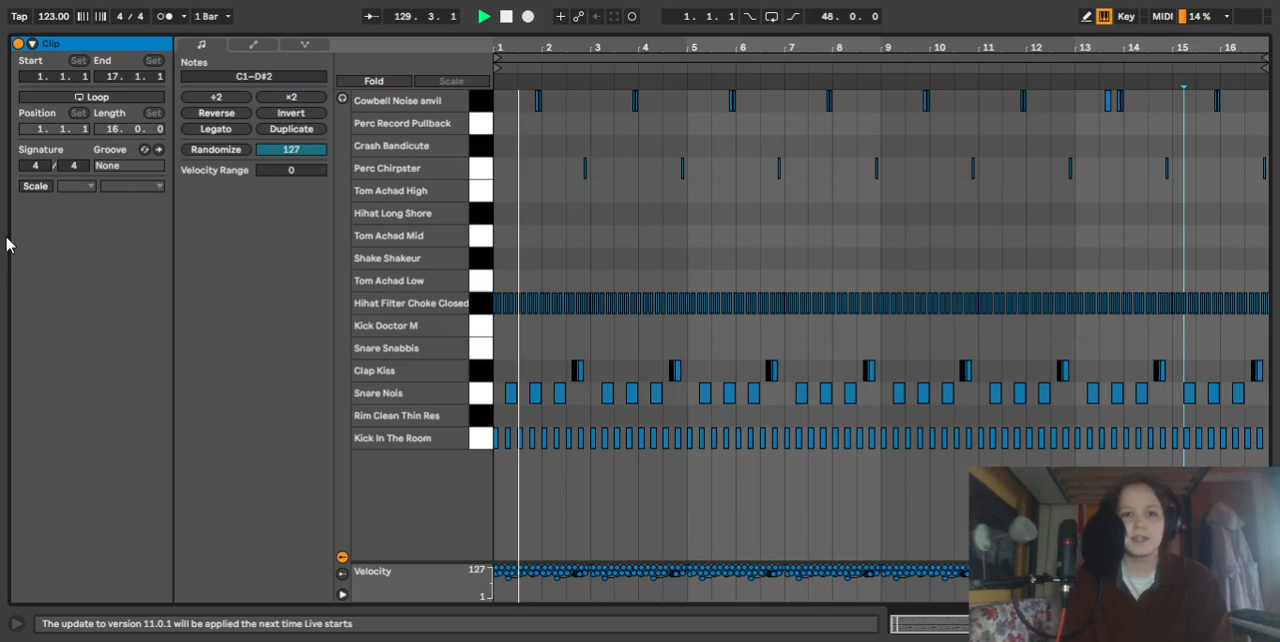 Tap 123.00 4 / 4 1 Bar 129. 3. 1 1. 1. 1 48. 0. 0 Key MIDI 14 %
Clip
Start Set End Set
1. 1. 1 17. 1. 1
Loop
Position Set Length Set
1. 1. 1 16. 0. 0
Signature Groove
4 / 4 None
Scale
Notes
C1–D#2
÷2 ×2
Reverse Invert
Legato Duplicate
Randomize 127
Velocity Range 0
Fold Scale
1 2 3 4 5 6 7 8 9 10 11 12 13 14 15 16
Cowbell Noise anvil
Perc Record Pullback
Crash Bandicute
Perc Chirpster
Tom Achad High
Hihat Long Shore
Tom Achad Mid
Shake Shakeur
Tom Achad Low
Hihat Filter Choke Closed
Kick Doctor M
Snare Snabbis
Clap Kiss
Snare Nois
Rim Clean Thin Res
Kick In The Room
Velocity 127
1
The update to version 11.0.1 will be applied the next time Live starts